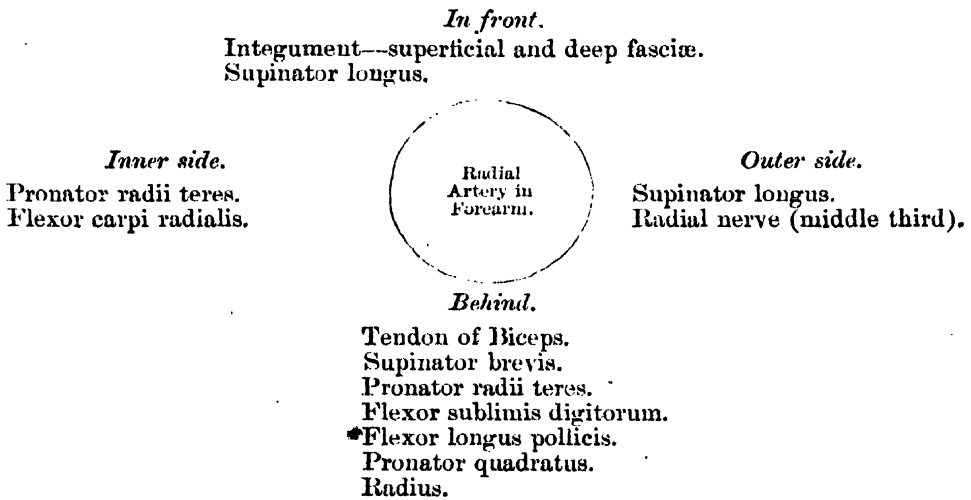 In front.
Integument—superficial and deep fasciæ.
Supinator longus.
Inner side.
Pronator radii teres.
Flexor carpi radialis.
Radial
Artery in
Forearm.
Outer side.
Supinator longus.
Radial nerve (middle third).
Behind.
Tendon of Biceps.
Supinator brevis.
Pronator radii teres.
Flexor sublimis digitorum.
Flexor longus pollicis.
Pronator quadratus.
Radius.